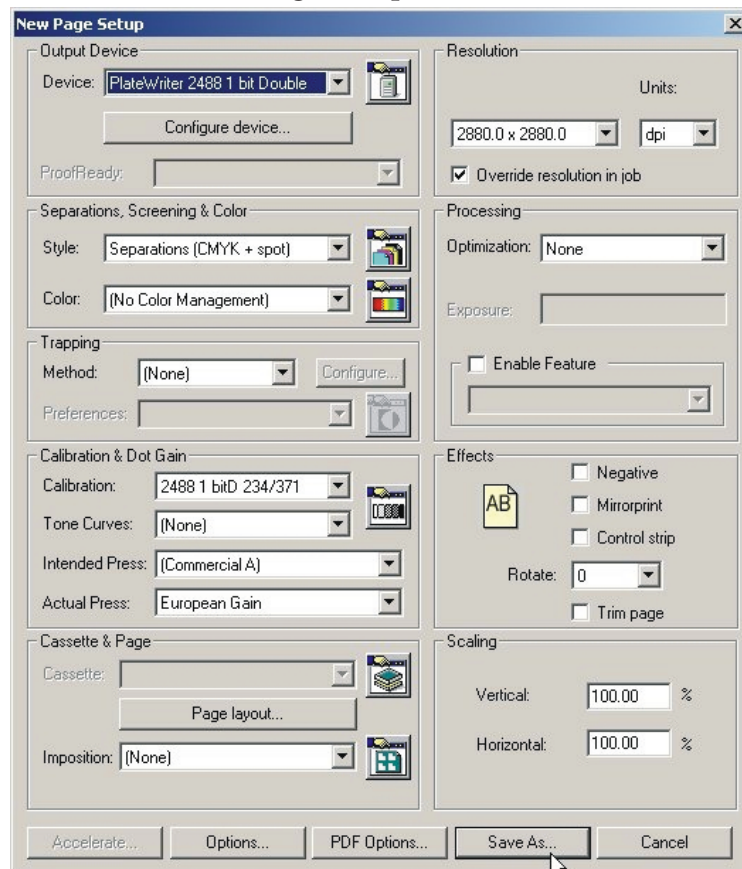 New Page Setup
Output Device
Device: PlateWriter 2488 1 bit Double
Configure device...
ProofReady:
Resolution
Units:
2880.0 x 2880.0 dpi
Override resolution in job
Separations, Screening & Color
Style: Separations (CMYK + spot)
Color: (No Color Management)
Processing
Optimization: None
Exposure:
Enable Feature
Trapping
Method: (None) Configure...
Preferences:
Calibration & Dot Gain
Calibration: 2488 1 bitD 234/371
Tone Curves: (None)
Intended Press: (Commercial A)
Actual Press: European Gain
Effects
AB
Negative
Mirrorprint
Control strip
Rotate: 0
Trim page
Cassette & Page
Cassette:
Page layout...
Imposition: (None)
Scaling
Vertical: 100.00 %
Horizontal: 100.00 %
Accelerate... Options... PDF Options... Save As... Cancel